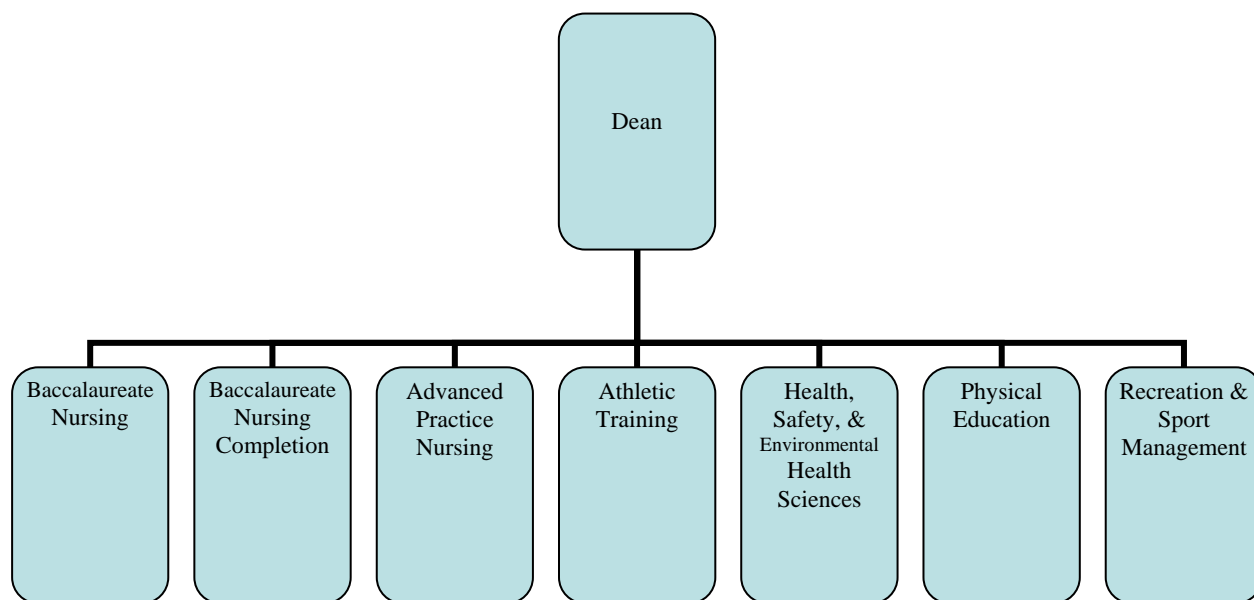 Dean
Baccalaureate
Nursing
Baccalaureate
Nursing
Completion
Advanced
Practice
Nursing
Athletic
Training
Health,
Safety, &
Environmental
Health
Sciences
Physical
Education
Recreation &
Sport
Management